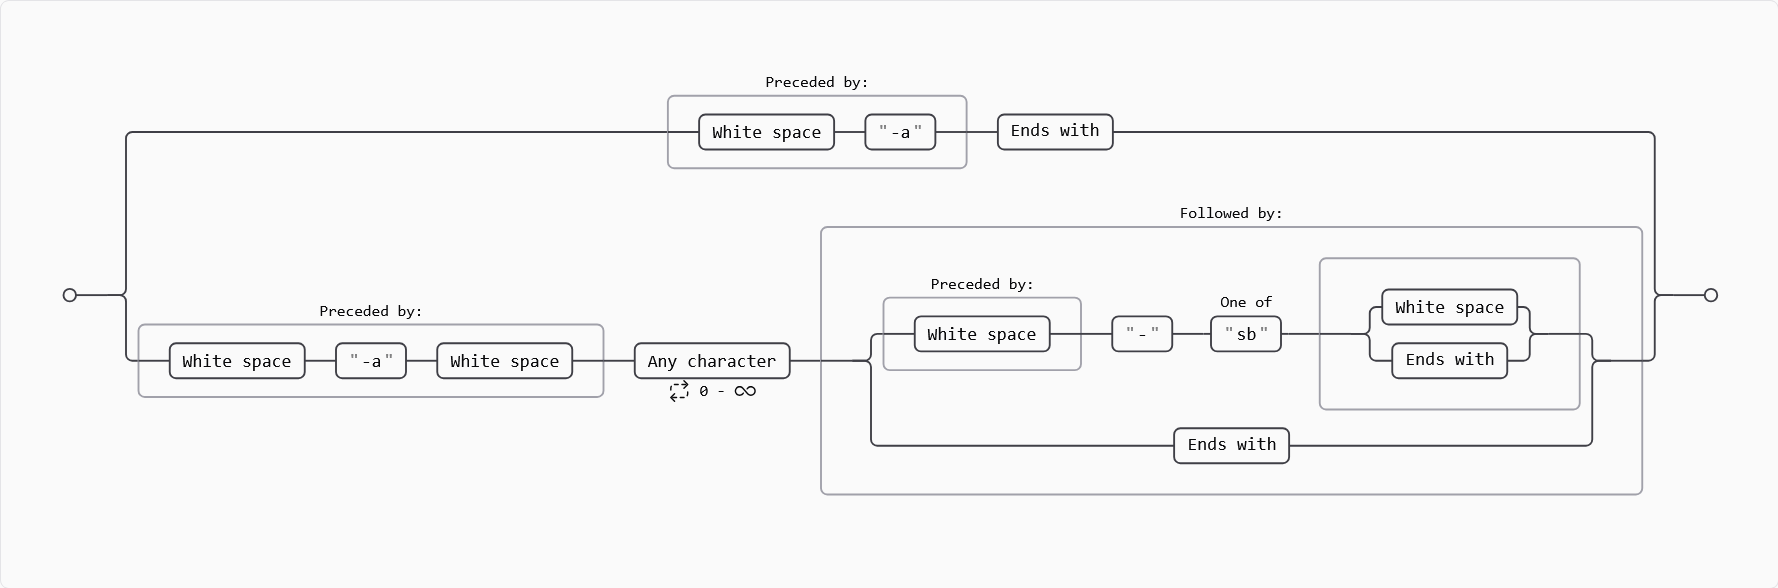 Preceded by:
White space "-a" Ends with
Followed by:
Preceded by:
One of
White space
White space "-" "sb"
Preceded by:
White space "-a" White space Any character
Ends with
0 - ∞
Ends with